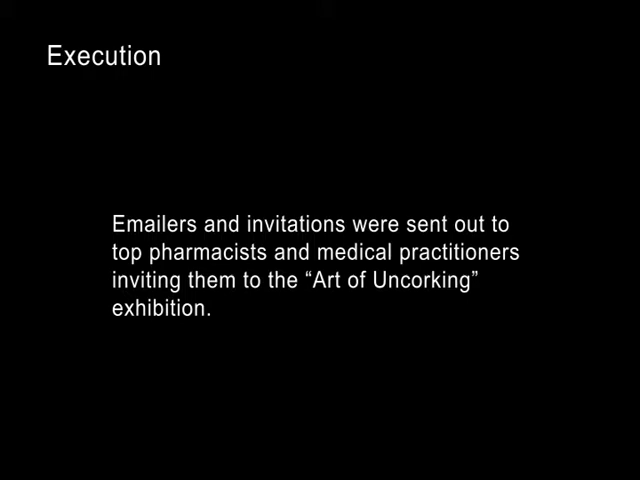 Execution
Emailers and invitations were sent out to
top pharmacists and medical practitioners
inviting them to the “Art of Uncorking”
exhibition.